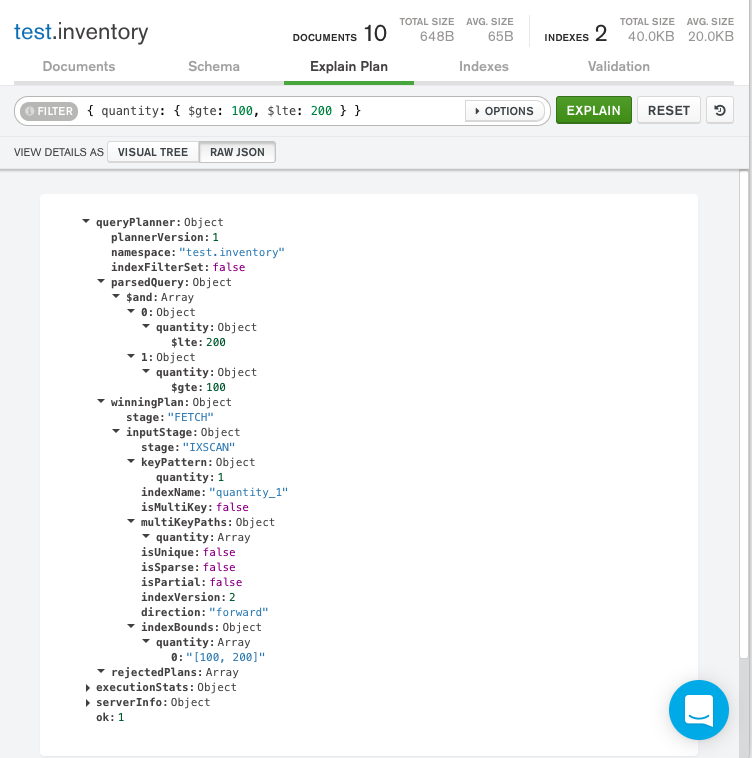 test.inventory
DOCUMENTS 10 TOTAL SIZE 648B AVG. SIZE 65B INDEXES 2 TOTAL SIZE 40.0KB AVG. SIZE 20.0KB
Documents Schema Explain Plan Indexes Validation
FILTER { quantity: { $gte: 100, $lte: 200 } } OPTIONS EXPLAIN RESET
VIEW DETAILS AS VISUAL TREE RAW JSON
queryPlanner:Object
plannerVersion:1
namespace:"test.inventory"
indexFilterSet:false
parsedQuery:Object
$and:Array
0:Object
quantity:Object
$lte:200
1:Object
quantity:Object
$gte:100
winningPlan:Object
stage:"FETCH"
inputStage:Object
stage:"IXSCAN"
keyPattern:Object
quantity:1
indexName:"quantity_1"
isMultiKey:false
multiKeyPaths:Object
quantity:Array
isUnique:false
isSparse:false
isPartial:false
indexVersion:2
direction:"forward"
indexBounds:Object
quantity:Array
0:"[100, 200]"
rejectedPlans:Array
executionStats:Object
serverInfo:Object
ok:1